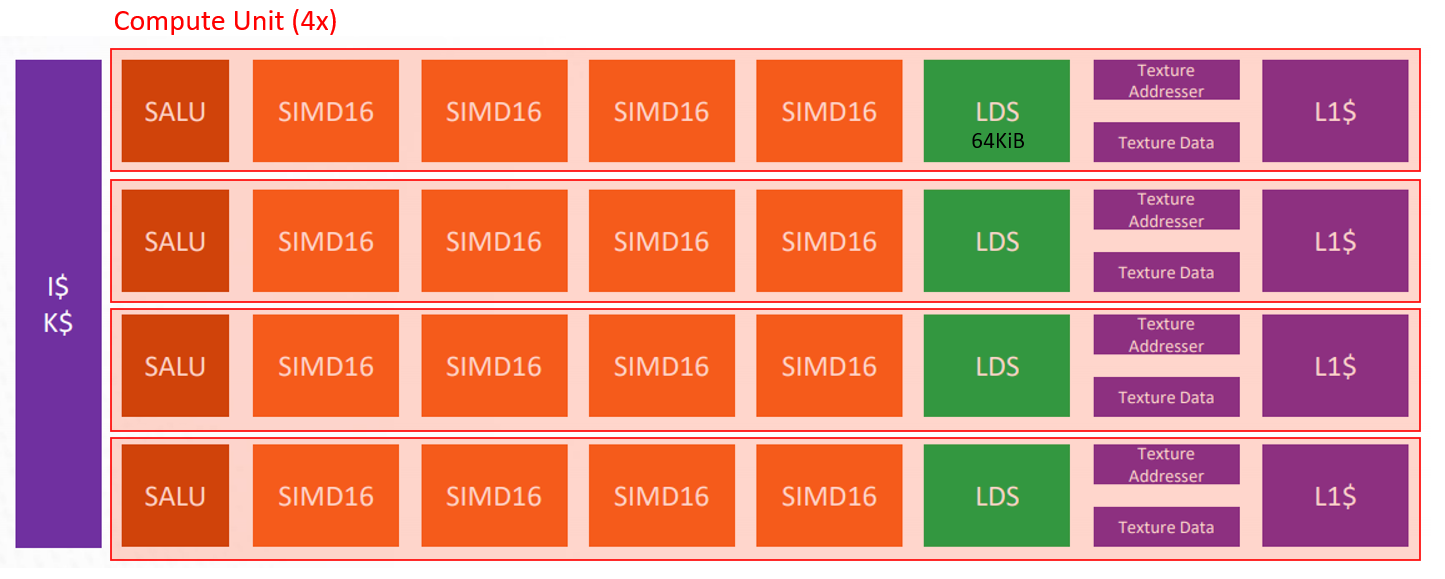 Compute Unit (4x)
I$
K$
SALU
SIMD16
SIMD16
SIMD16
SIMD16
LDS
64KiB
Texture
Addresser
Texture Data
L1$
SALU
SIMD16
SIMD16
SIMD16
SIMD16
LDS
Texture
Addresser
Texture Data
L1$
SALU
SIMD16
SIMD16
SIMD16
SIMD16
LDS
Texture
Addresser
Texture Data
L1$
SALU
SIMD16
SIMD16
SIMD16
SIMD16
LDS
Texture
Addresser
Texture Data
L1$